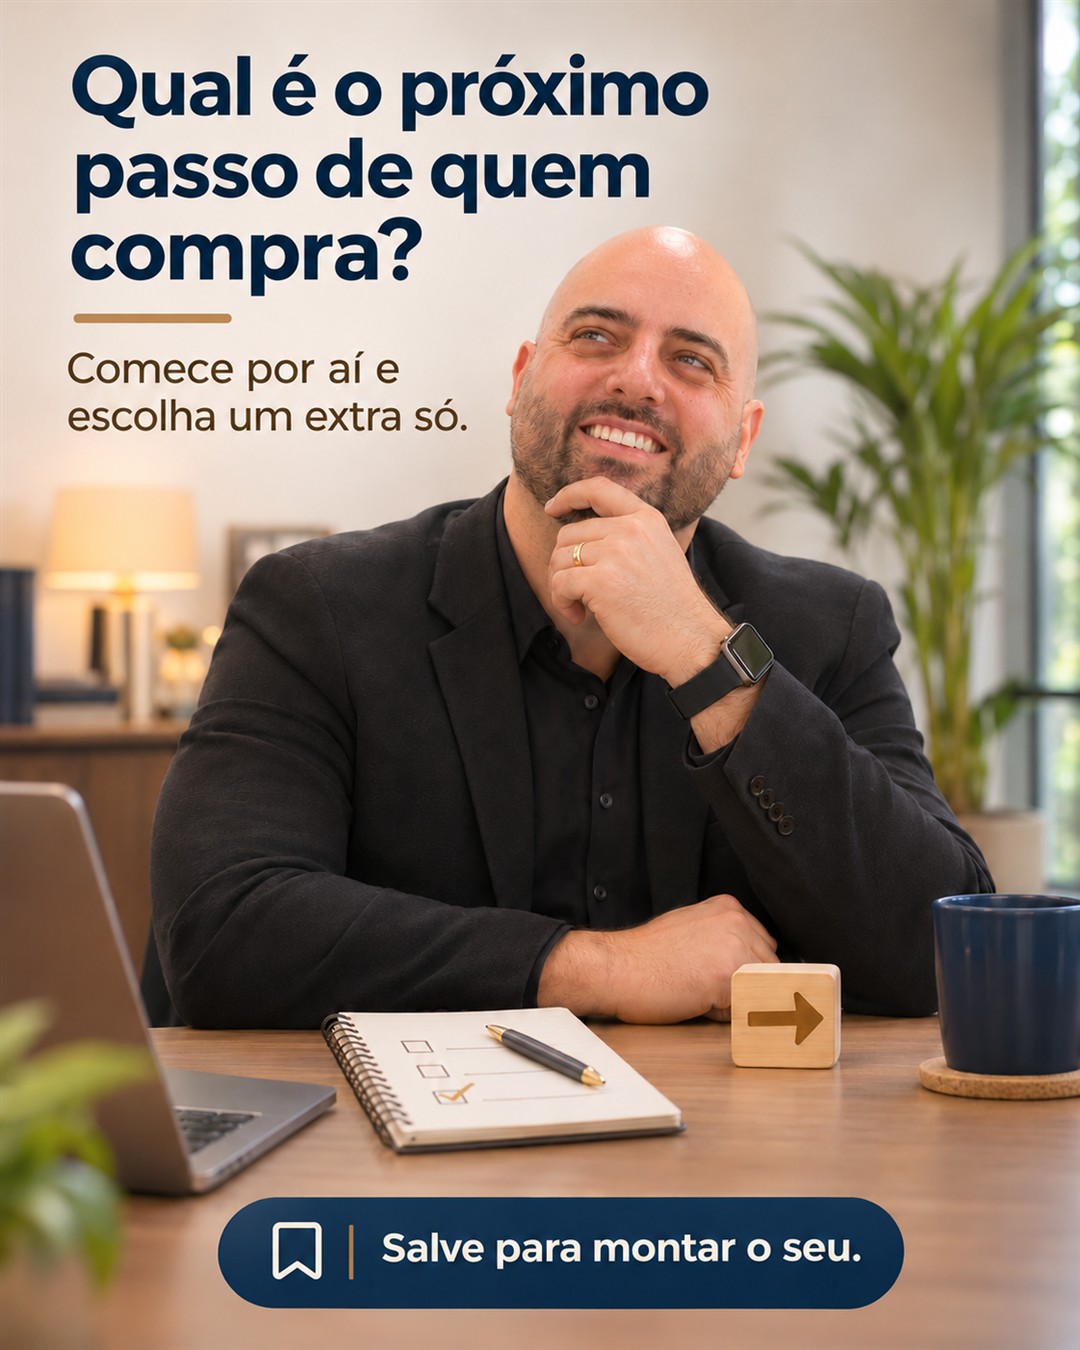 Qual é o próximo
passo de quem
compra?
Comece por aí e
escolha um extra só.
Salve para montar o seu.